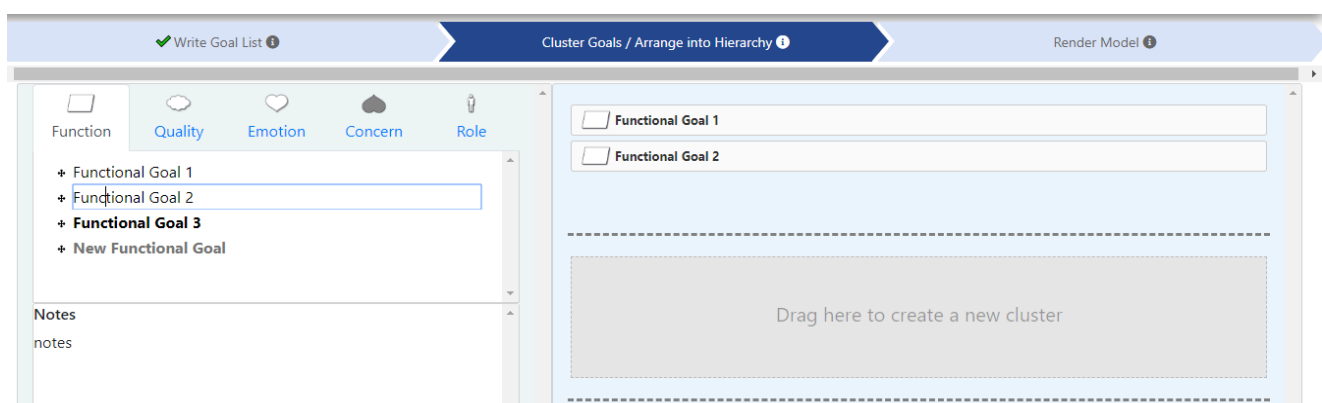 Write Goal List
Cluster Goals / Arrange into Hierarchy
Render Model
Function
Quality
Emotion
Concern
Role
Functional Goal 1
Functional Goal 2
Functional Goal 3
New Functional Goal
Notes
notes
Functional Goal 1
Functional Goal 2
Drag here to create a new cluster